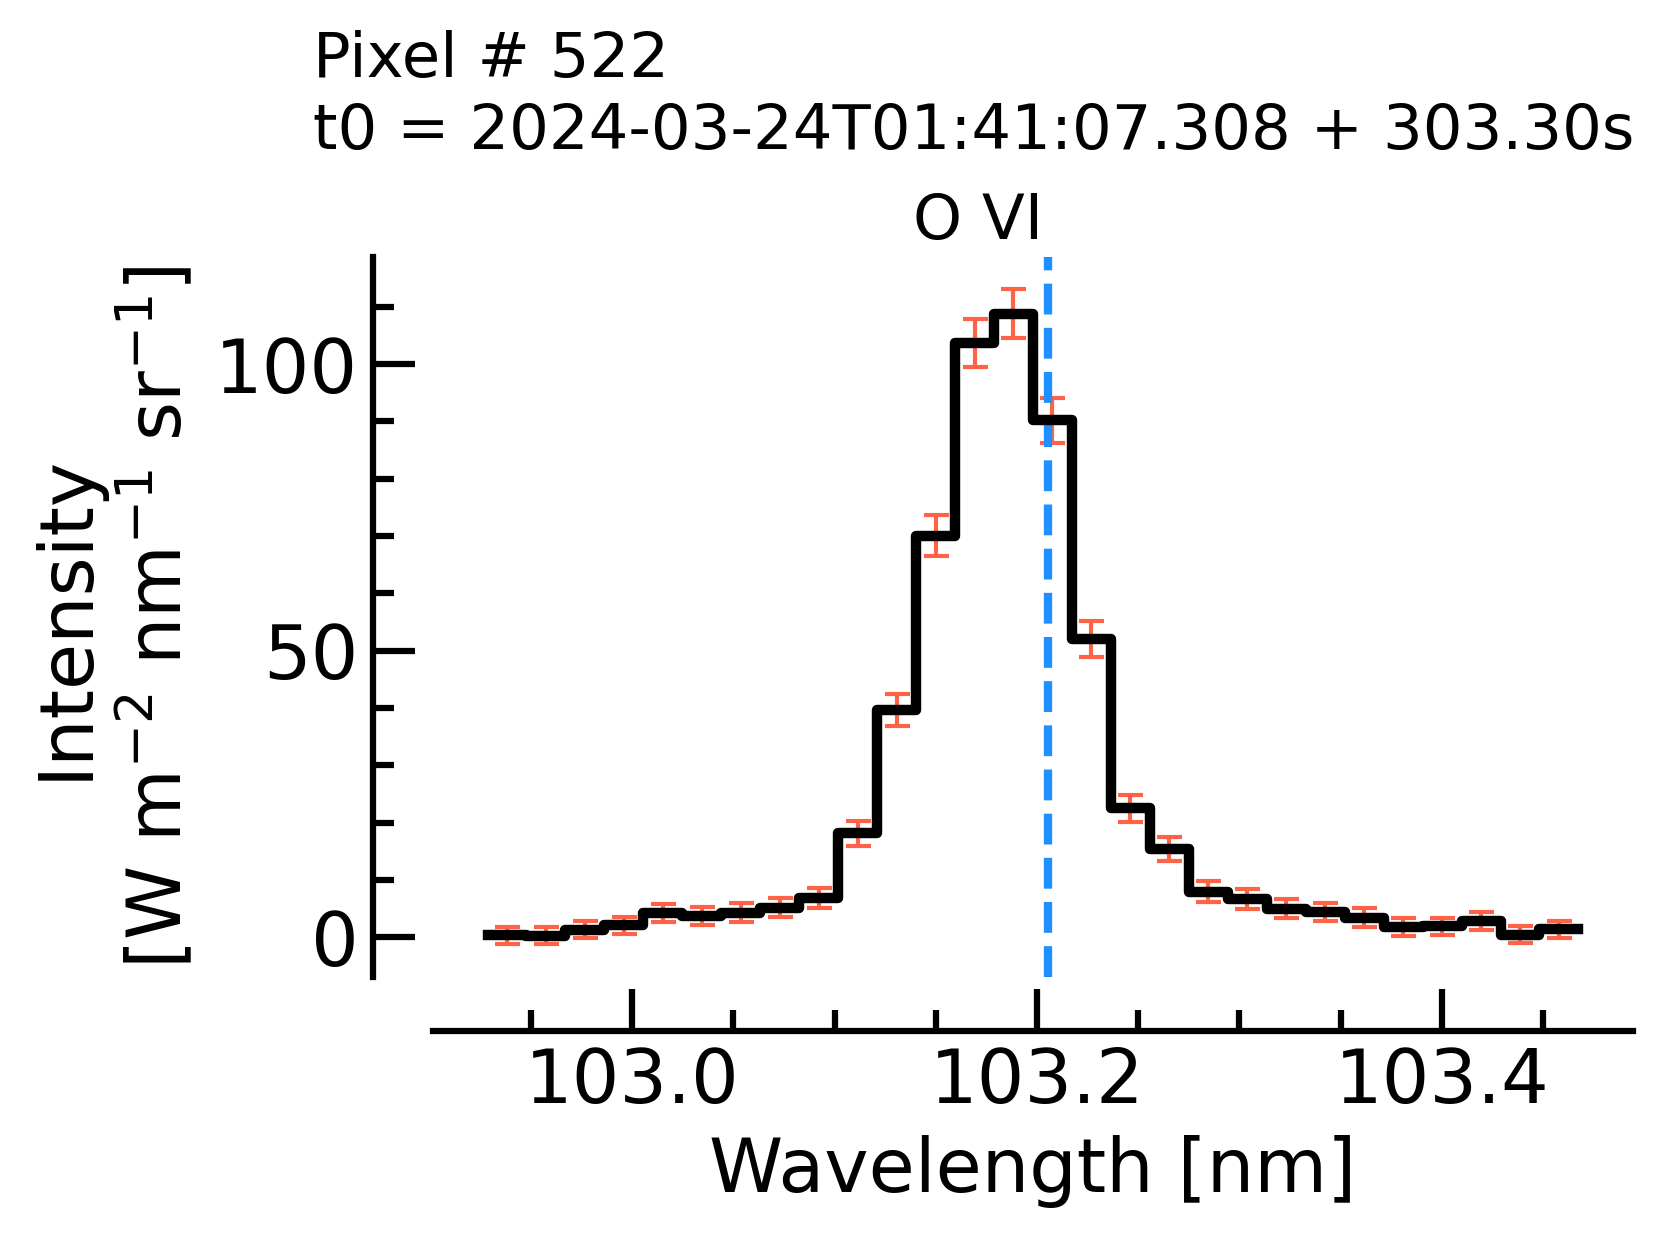 Pixel # 522
t0 = 2024-03-24T01:41:07.308 + 303.30s
O VI
Intensity
[W m⁻² nm⁻¹ sr⁻¹]
100
50
0
103.0 103.2 103.4
Wavelength [nm]